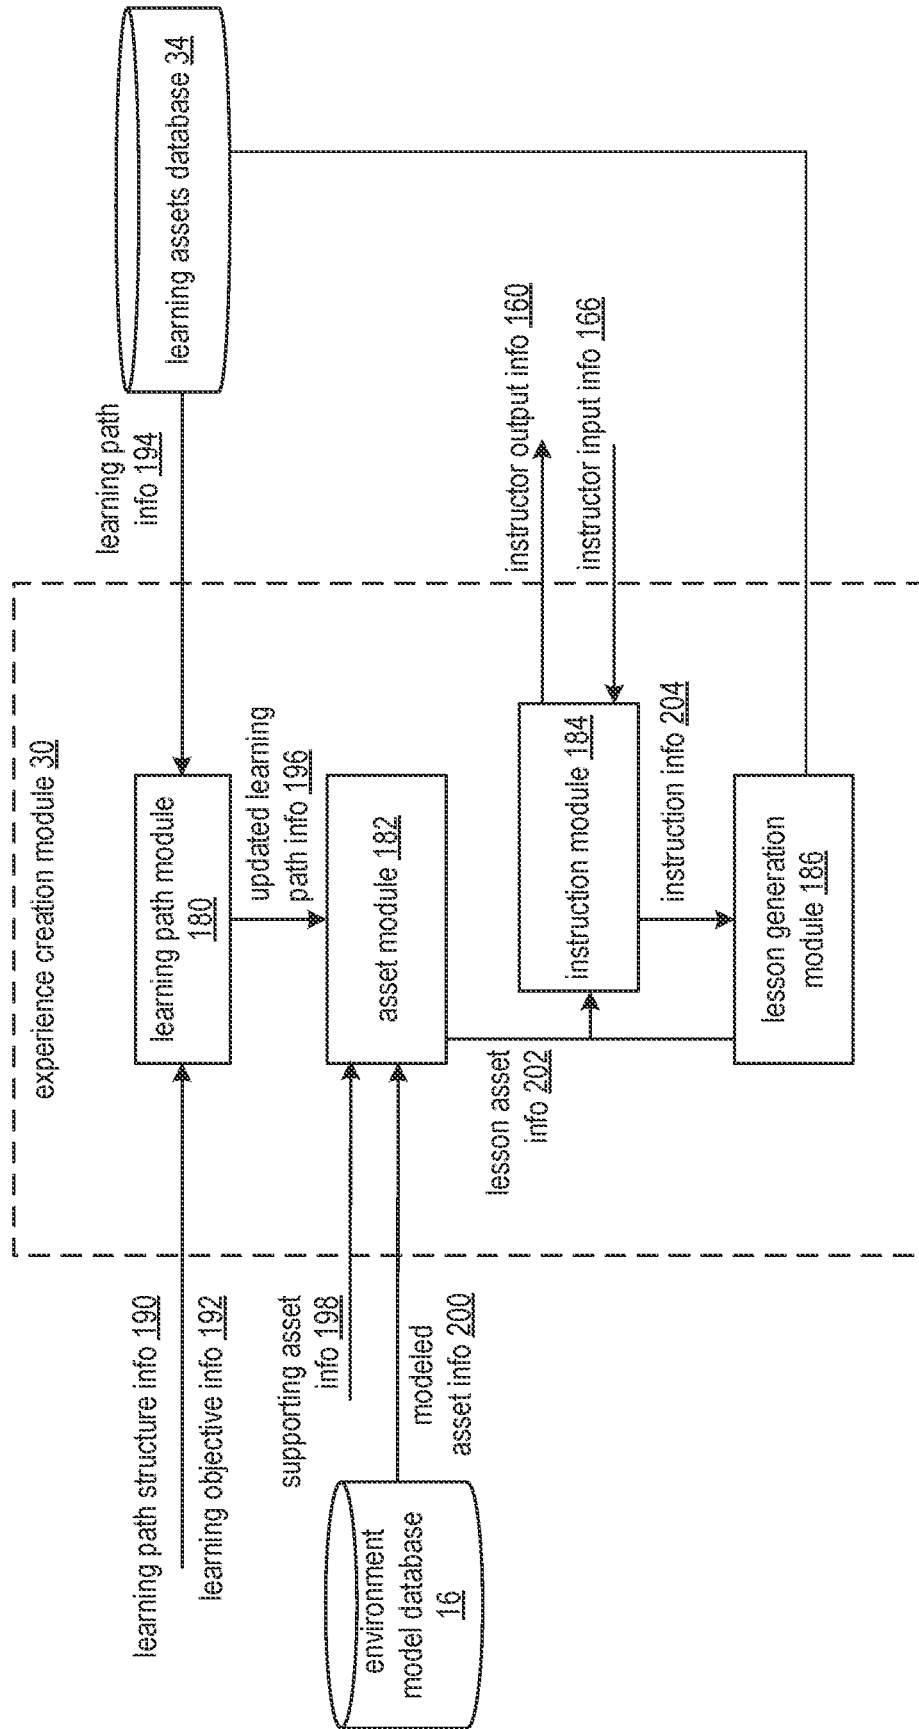 experience creation module 30
learning path structure info 190
learning objective info 192
learning path module
180
learning path
info 194
learning assets database 34
updated learning
path info 196
supporting asset
info 198
asset module 182
modeled
asset info 200
environment
model database
16
lesson asset
info 202
instruction module 184
instructor output info 160
instructor input info 166
instruction info 204
lesson generation
module 186